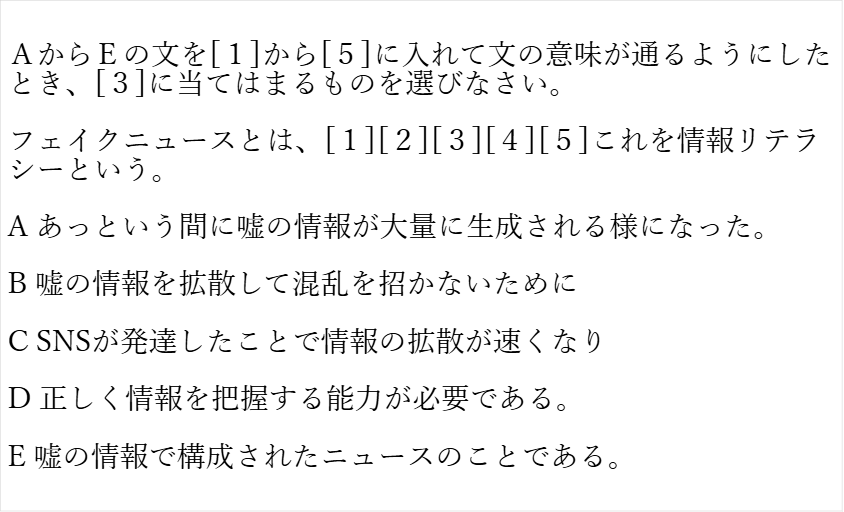 ＡからＥの文を[１]から[５]に入れて文の意味が通るようにした
とき、[３]に当てはまるものを選びなさい。
フェイクニュースとは、[１][２][３][４][５]これを情報リテラ
シーという。
A あっという間に嘘の情報が大量に生成される様になった。
B 嘘の情報を拡散して混乱を招かないために
C SNSが発達したことで情報の拡散が速くなり
D 正しく情報を把握する能力が必要である。
E 嘘の情報で構成されたニュースのことである。